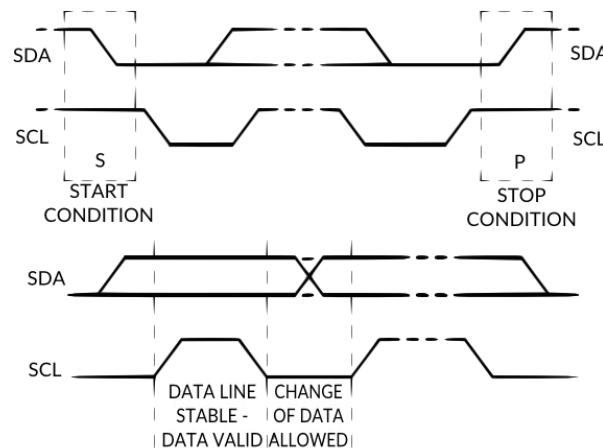 SDA SDA
SCL SCL
S P
START STOP
CONDITION CONDITION
SDA
SCL
DATA LINE CHANGE
STABLE - OF DATA
DATA VALID ALLOWED